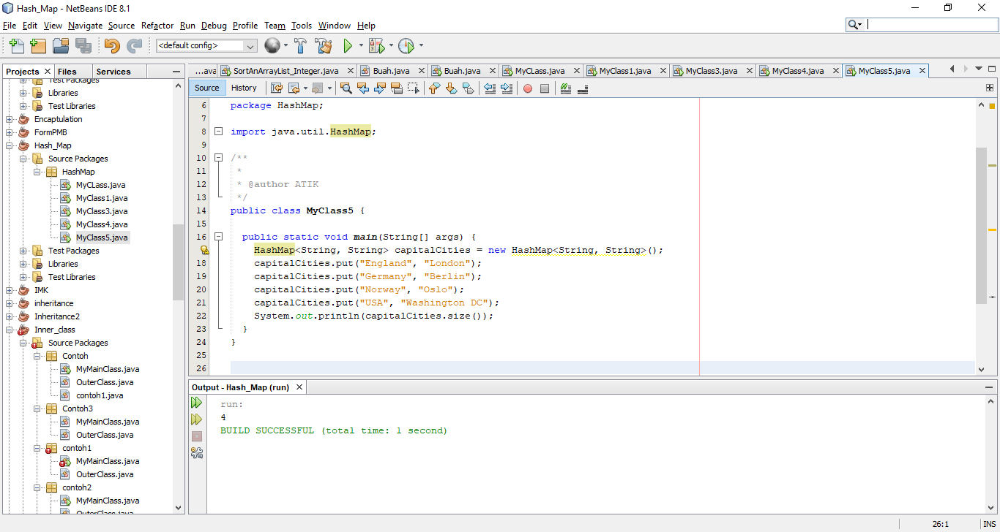 Hash_Map - NetBeans IDE 8.1
File Edit View Navigate Source Refactor Run Debug Profile Team Tools Window Help
<default config>
Projects Files Services
Test Packages
Libraries
Test Libraries
Encaptulation
FormPMB
Hash_Map
Source Packages
HashMap
MyCLass.java
MyClass1.java
MyClass3.java
MyClass4.java
MyClass5.java
Test Packages
Libraries
Test Libraries
IMK
inheritance
Inheritance2
Inner_class
Source Packages
Contoh
MyMainClass.java
OuterClass.java
contoh1.java
Contoh3
MyMainClass.java
OuterClass.java
contoh1
MyMainClass.java
OuterClass.java
contoh2
MyMainClass.java
OuterClass.java
...ava SortAnArrayList_Integer.java Buah.java Buah.java MyCLass.java MyClass1.java MyClass3.java MyClass4.java MyClass5.java
Source History
6 package HashMap;
7
8 import java.util.HashMap;
9
10 /**
11 *
12 * @author ATIK
13 */
14 public class MyClass5 {
15
16 public static void main(String[] args) {
HashMap<String, String> capitalCities = new HashMap<String, String>();
18 capitalCities.put("England", "London");
19 capitalCities.put("Germany", "Berlin");
20 capitalCities.put("Norway", "Oslo");
21 capitalCities.put("USA", "Washington DC");
22 System.out.println(capitalCities.size());
23 }
24 }
25
26
Output - Hash_Map (run)
run:
4
BUILD SUCCESSFUL (total time: 1 second)
26:1 INS